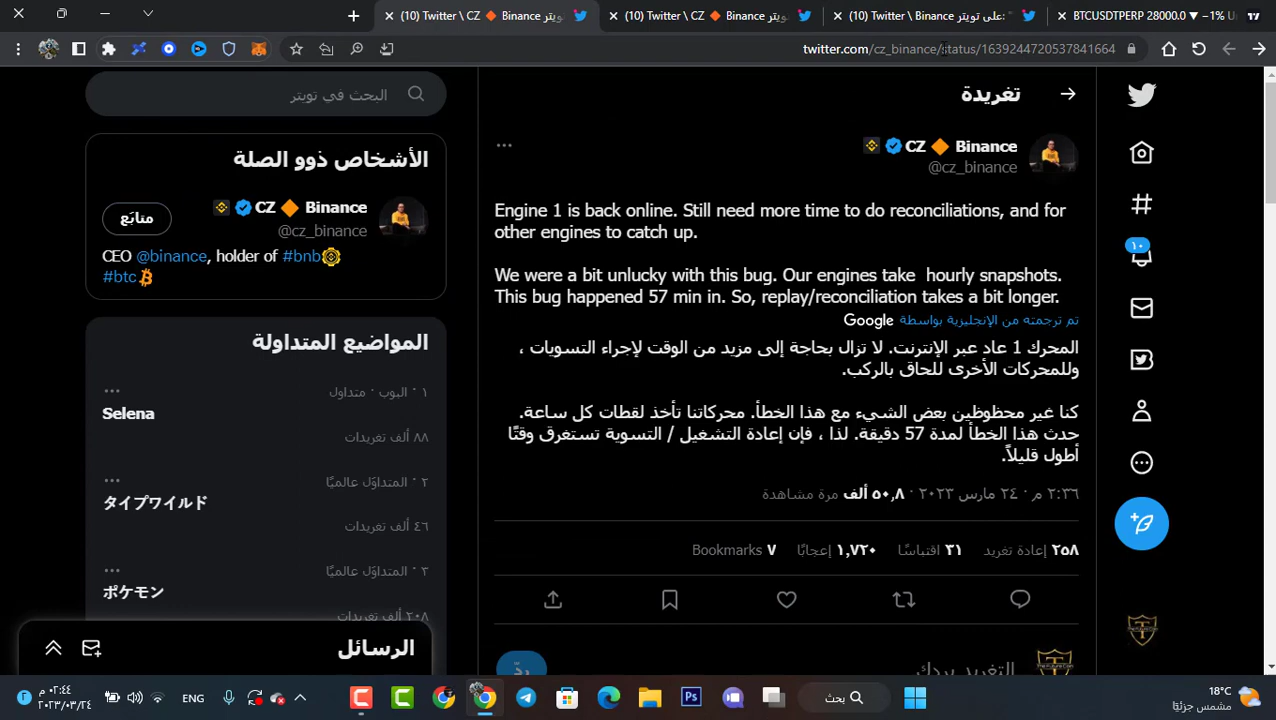 (10) Twitter \ CZ 🔶 Binance على تويتر
(10) Twitter \ CZ 🔶 Binance على تويتر
(10) Twitter \ Binance على تويتر: "
BTCUSDTPERP 28000.0 ▼ −1% U
twitter.com/cz_binance/status/1639244720537841664
البحث في تويتر
تغريدة
الأشخاص ذوو الصلة
CZ 🔶 Binance
@cz_binance
متابَع
CEO @binance, holder of #bnb
#btc
المواضيع المتداولة
١ · البوب · متداول
Selena
٨٨ ألف تغريدات
٢ · المتداوَل عالميًا
タイプワイルド
٤٦ ألف تغريدات
٣ · المتداوَل عالميًا
ポケモン
٢٠٨ ألف تغريدات
الرسائل
CZ 🔶 Binance
@cz_binance
Engine 1 is back online. Still need more time to do reconciliations, and for
other engines to catch up.
We were a bit unlucky with this bug. Our engines take  hourly snapshots.
This bug happened 57 min in. So, replay/reconciliation takes a bit longer.
تم ترجمته من الإنجليزية بواسطة Google
المحرك 1 عاد عبر الإنترنت. لا تزال بحاجة إلى مزيد من الوقت لإجراء التسويات ،
وللمحركات الأخرى للحاق بالركب.
كنا غير محظوظين بعض الشيء مع هذا الخطأ. محركاتنا تأخذ لقطات كل ساعة.
حدث هذا الخطأ لمدة 57 دقيقة. لذا ، فإن إعادة التشغيل / التسوية تستغرق وقتًا
أطول قليلاً.
٢:٣٦ م · ٢٤ مارس ٢٠٢٣ · ٥٠٫٨ ألف مرة مشاهدة
٢٥٨ إعادة تغريد ٣١ اقتباسًا ١٬٧٢٠ إعجابًا ٧ Bookmarks
التغريد بردك
ردّ
١٠
٠٢:٤٤ م
٢٠٢٣/٠٣/٢٤
ENG
Ps
بحث
18°C
مشمس جزئيًا